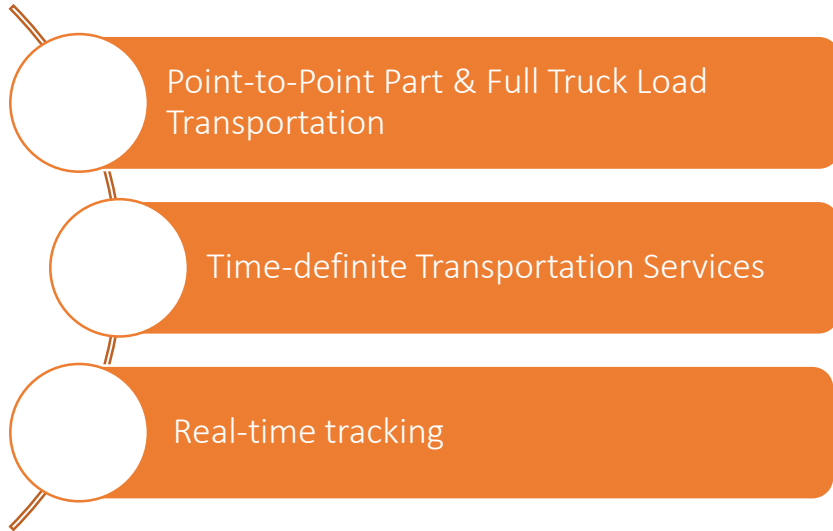 Point-to-Point Part & Full Truck Load
Transportation
Time-definite Transportation Services
Real-time tracking